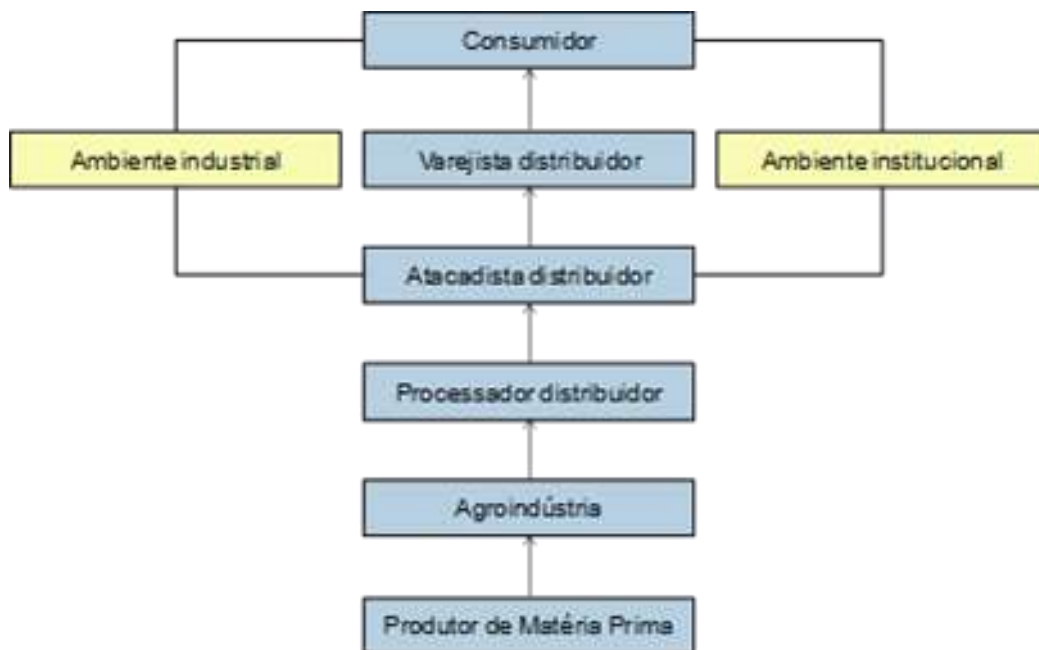 Consumidor
Ambiente industrial
Varejista distribuidor
Ambiente institucional
Atacadista distribuidor
Processador distribuidor
Agroindústria
Produtor de Matéria Prima